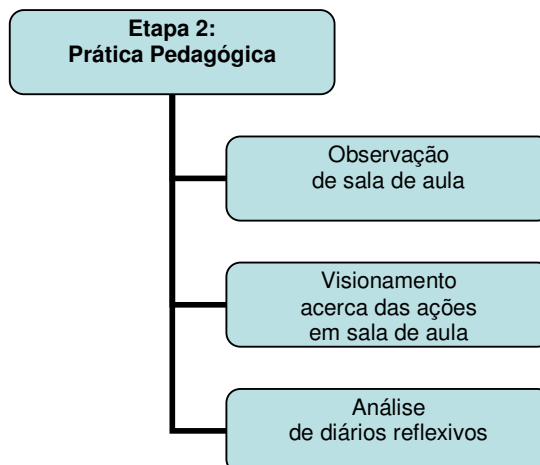 Etapa 2:
Prática Pedagógica
Observação
de sala de aula
Visionamento
acerca das ações
em sala de aula
Análise
de diários reflexivos